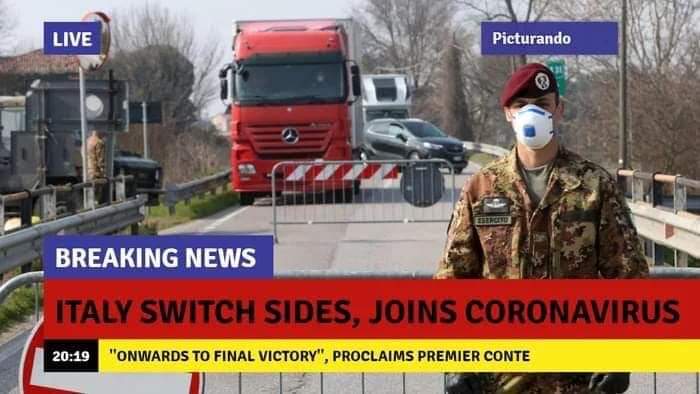 LIVE
Picturando
ESERCITO
BREAKING NEWS
ITALY SWITCH SIDES, JOINS CORONAVIRUS
20:19 "ONWARDS TO FINAL VICTORY", PROCLAIMS PREMIER CONTE